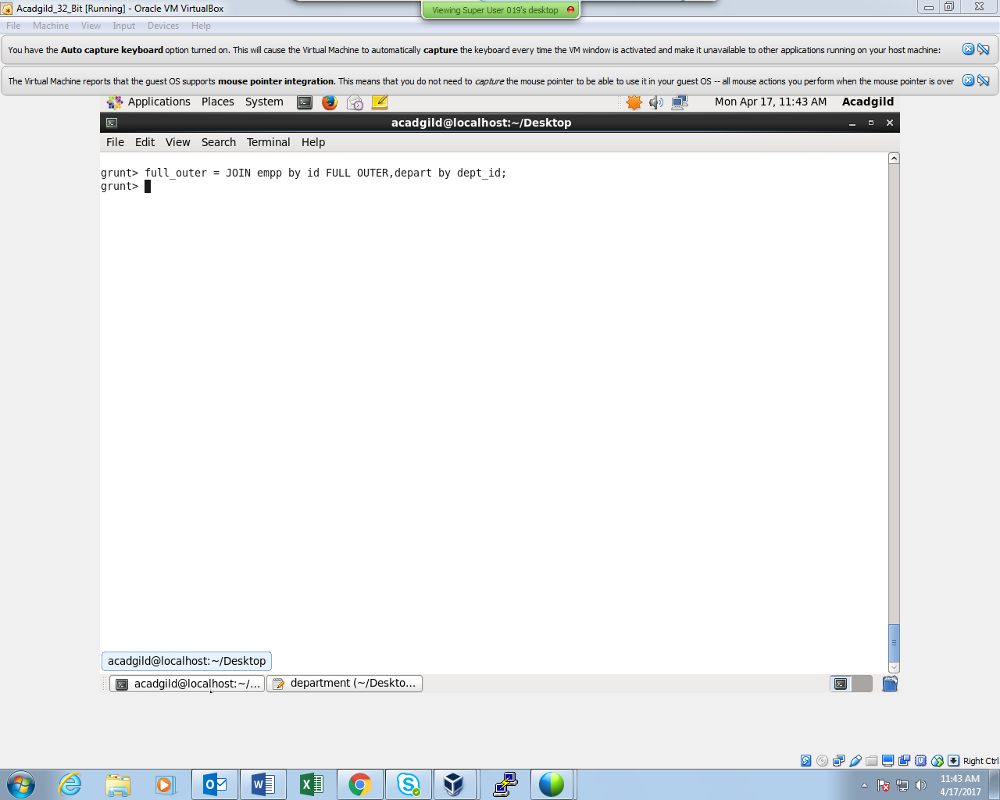 Acadgild_32_Bit [Running] - Oracle VM VirtualBox
Viewing Super User 019's desktop
File Machine View Input Devices Help
You have the Auto capture keyboard option turned on. This will cause the Virtual Machine to automatically capture the keyboard every time the VM window is activated and make it unavailable to other applications running on your host machine:
The Virtual Machine reports that the guest OS supports mouse pointer integration. This means that you do not need to capture the mouse pointer to be able to use it in your guest OS -- all mouse actions you perform when the mouse pointer is over
Applications Places System Mon Apr 17, 11:43 AM Acadgild
acadgild@localhost:~/Desktop
File Edit View Search Terminal Help
grunt> full_outer = JOIN empp by id FULL OUTER,depart by dept_id;
grunt>
acadgild@localhost:~/Desktop
acadgild@localhost:~/... department (~/Deskto...
Right Ctrl
11:43 AM
4/17/2017